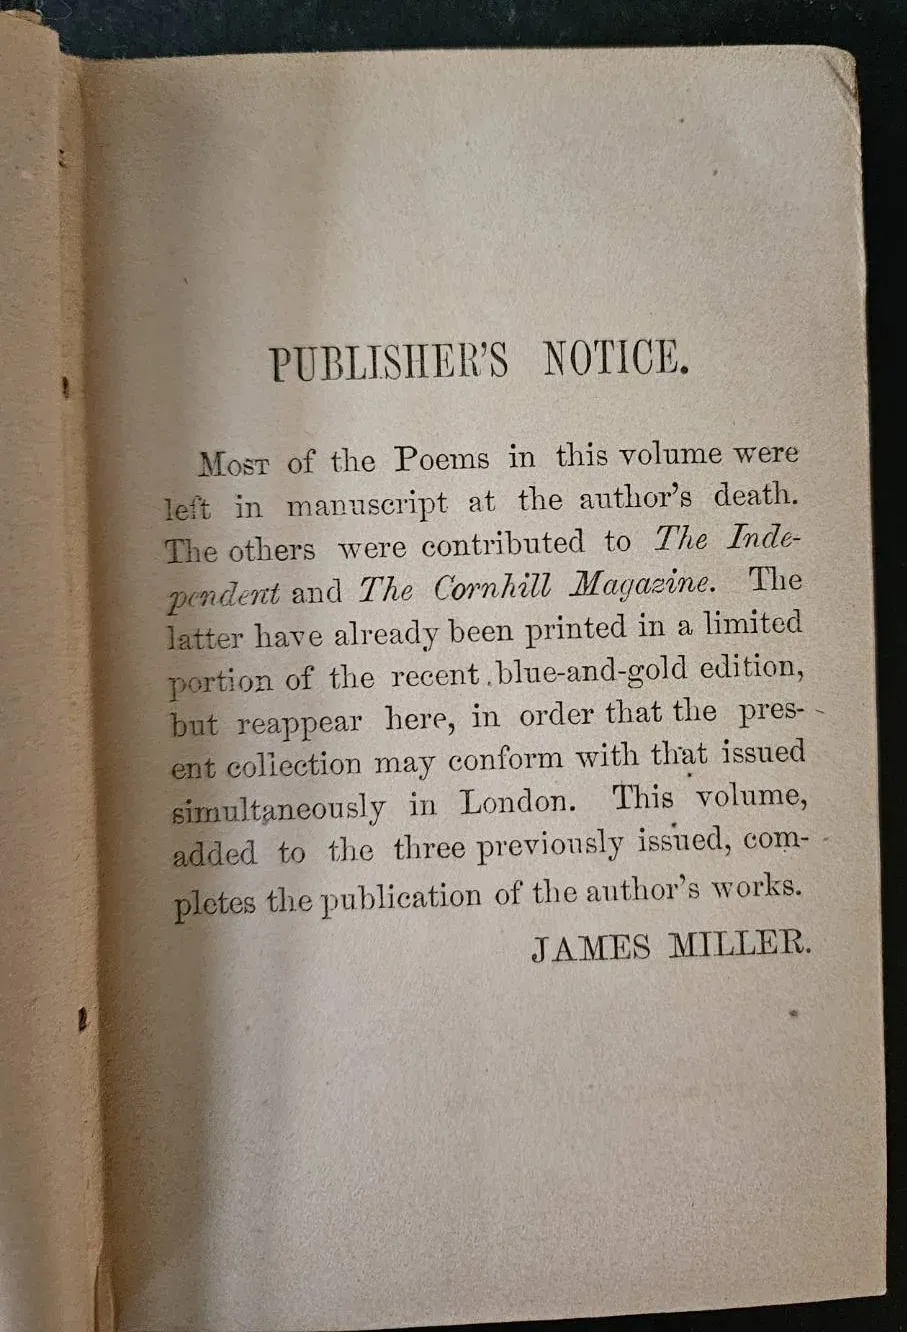 PUBLISHER'S NOTICE.
MOST of the Poems in this volume were
left in manuscript at the author's death.
The others were contributed to The Inde-
pendent and The Cornhill Magazine. The
latter have already been printed in a limited
portion of the recent blue-and-gold edition,
but reappear here, in order that the pres-
ent collection may conform with that issued
simultaneously in London. This volume,
added to the three previously issued, com-
pletes the publication of the author's works.
JAMES MILLER.